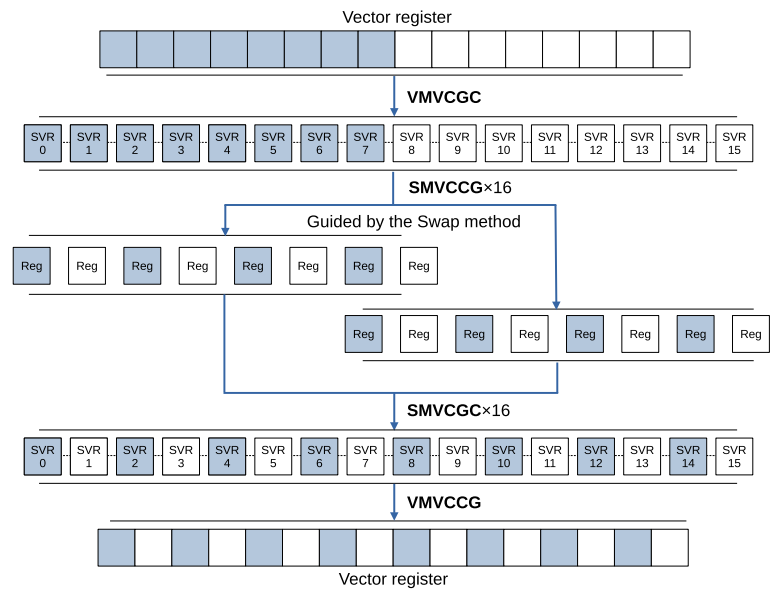 Vector register
VMVCGC
SVR 0 SVR 1 SVR 2 SVR 3 SVR 4 SVR 5 SVR 6 SVR 7 SVR 8 SVR 9 SVR 10 SVR 11 SVR 12 SVR 13 SVR 14 SVR 15
SMVCCG×16
Guided by the Swap method
Reg Reg Reg Reg Reg Reg Reg Reg
Reg Reg Reg Reg Reg Reg Reg Reg
SMVCGC×16
SVR 0 SVR 1 SVR 2 SVR 3 SVR 4 SVR 5 SVR 6 SVR 7 SVR 8 SVR 9 SVR 10 SVR 11 SVR 12 SVR 13 SVR 14 SVR 15
VMVCCG
Vector register